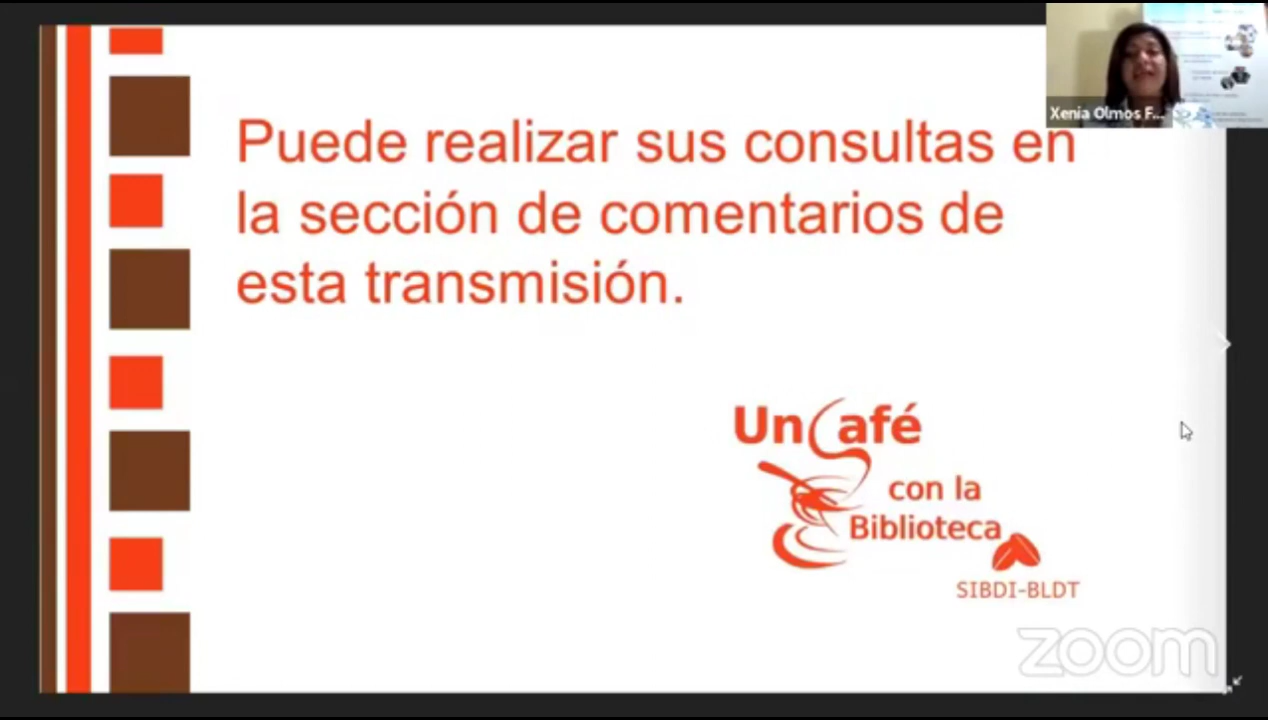 Puede realizar sus consultas en
la sección de comentarios de
esta transmisión.
Xenia Olmos F...
Un Café
con la
Biblioteca
SIBDI-BLDT
zoom